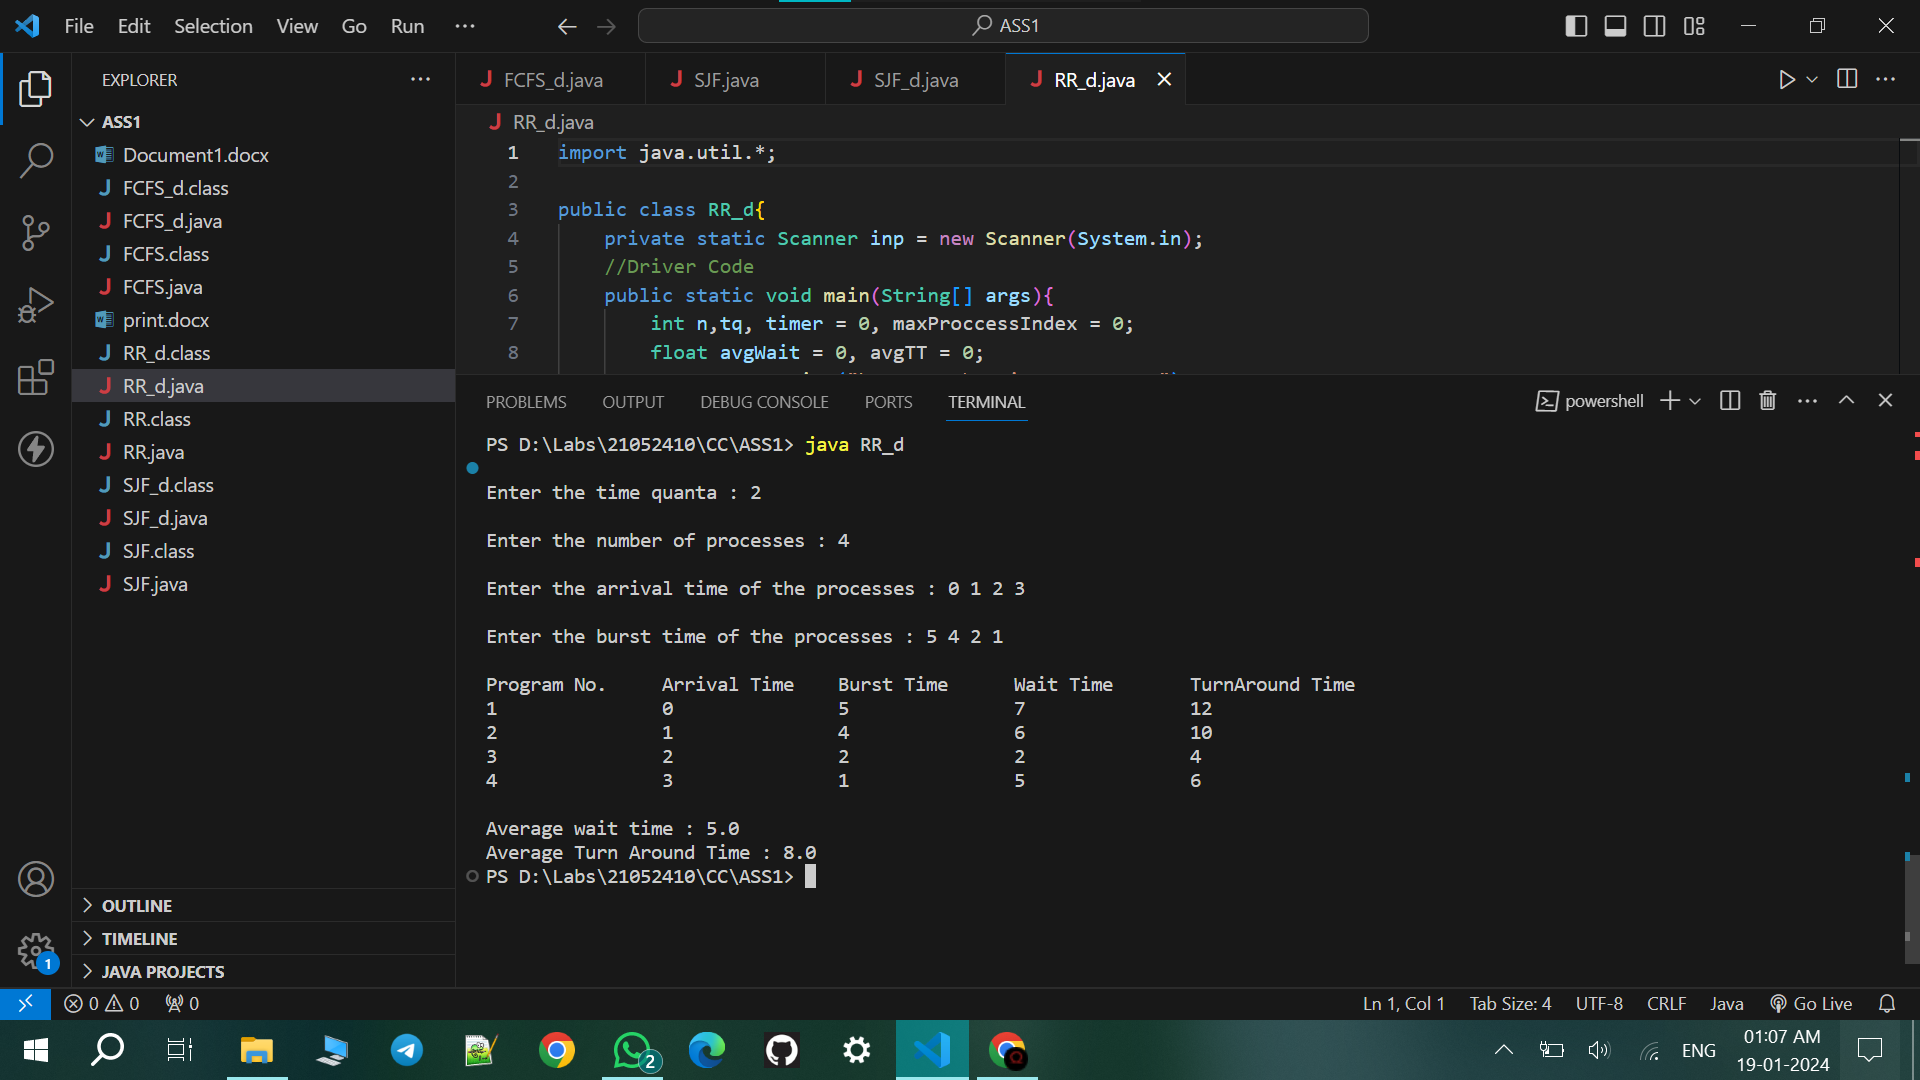 File Edit Selection View Go Run ··· ASS1
EXPLORER ···
ASS1
Document1.docx
FCFS_d.class
FCFS_d.java
FCFS.class
FCFS.java
print.docx
RR_d.class
RR_d.java
RR.class
RR.java
SJF_d.class
SJF_d.java
SJF.class
SJF.java
OUTLINE
TIMELINE
JAVA PROJECTS
1
FCFS_d.java SJF.java SJF_d.java RR_d.java
RR_d.java
1 import java.util.*;
2
3 public class RR_d{
4 private static Scanner inp = new Scanner(System.in);
5 //Driver Code
6 public static void main(String[] args){
7 int n,tq, timer = 0, maxProccessIndex = 0;
8 float avgWait = 0, avgTT = 0;
PROBLEMS OUTPUT DEBUG CONSOLE PORTS TERMINAL powershell
PS D:\Labs\21052410\CC\ASS1> java RR_d
Enter the time quanta : 2
Enter the number of processes : 4
Enter the arrival time of the processes : 0 1 2 3
Enter the burst time of the processes : 5 4 2 1
Program No. Arrival Time Burst Time Wait Time TurnAround Time
1 0 5 7 12
2 1 4 6 10
3 2 2 2 4
4 3 1 5 6
Average wait time : 5.0
Average Turn Around Time : 8.0
PS D:\Labs\21052410\CC\ASS1>
0 0 0 Ln 1, Col 1 Tab Size: 4 UTF-8 CRLF Java Go Live
2 ENG 01:07 AM
19-01-2024